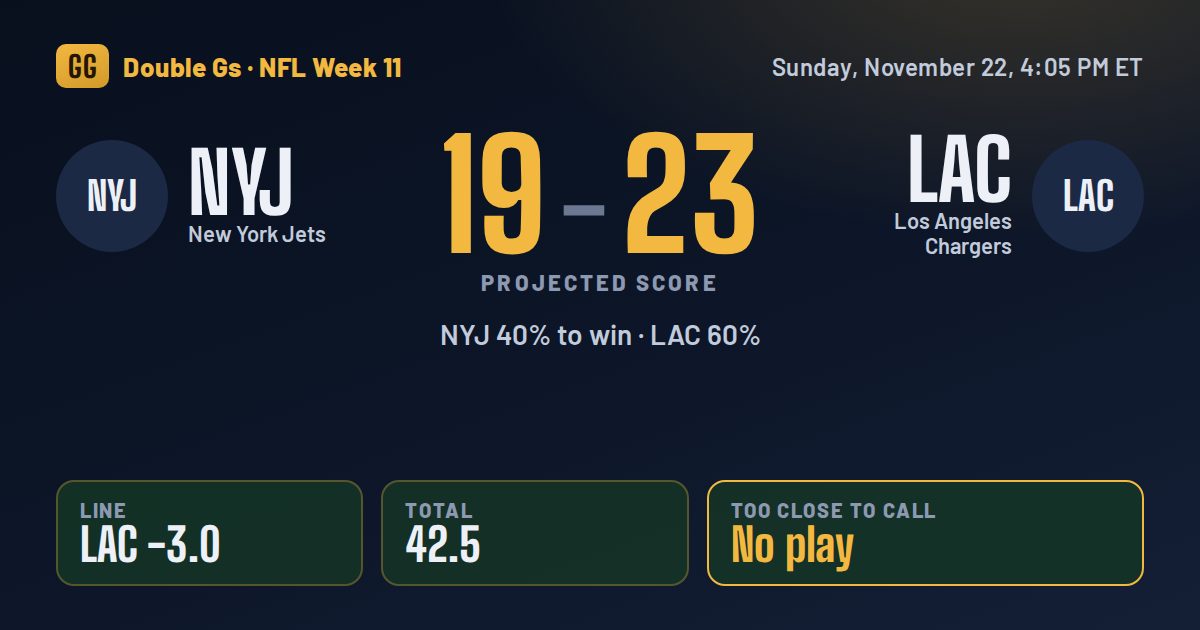 GG
Double Gs · NFL Week 11
Sunday, November 22, 4:05 PM ET
NYJ
NYJ
New York Jets
19 – 23
PROJECTED SCORE
NYJ 40% to win · LAC 60%
LAC
Los Angeles
Chargers
LAC
LINE
LAC −3.0
TOTAL
42.5
TOO CLOSE TO CALL
No play